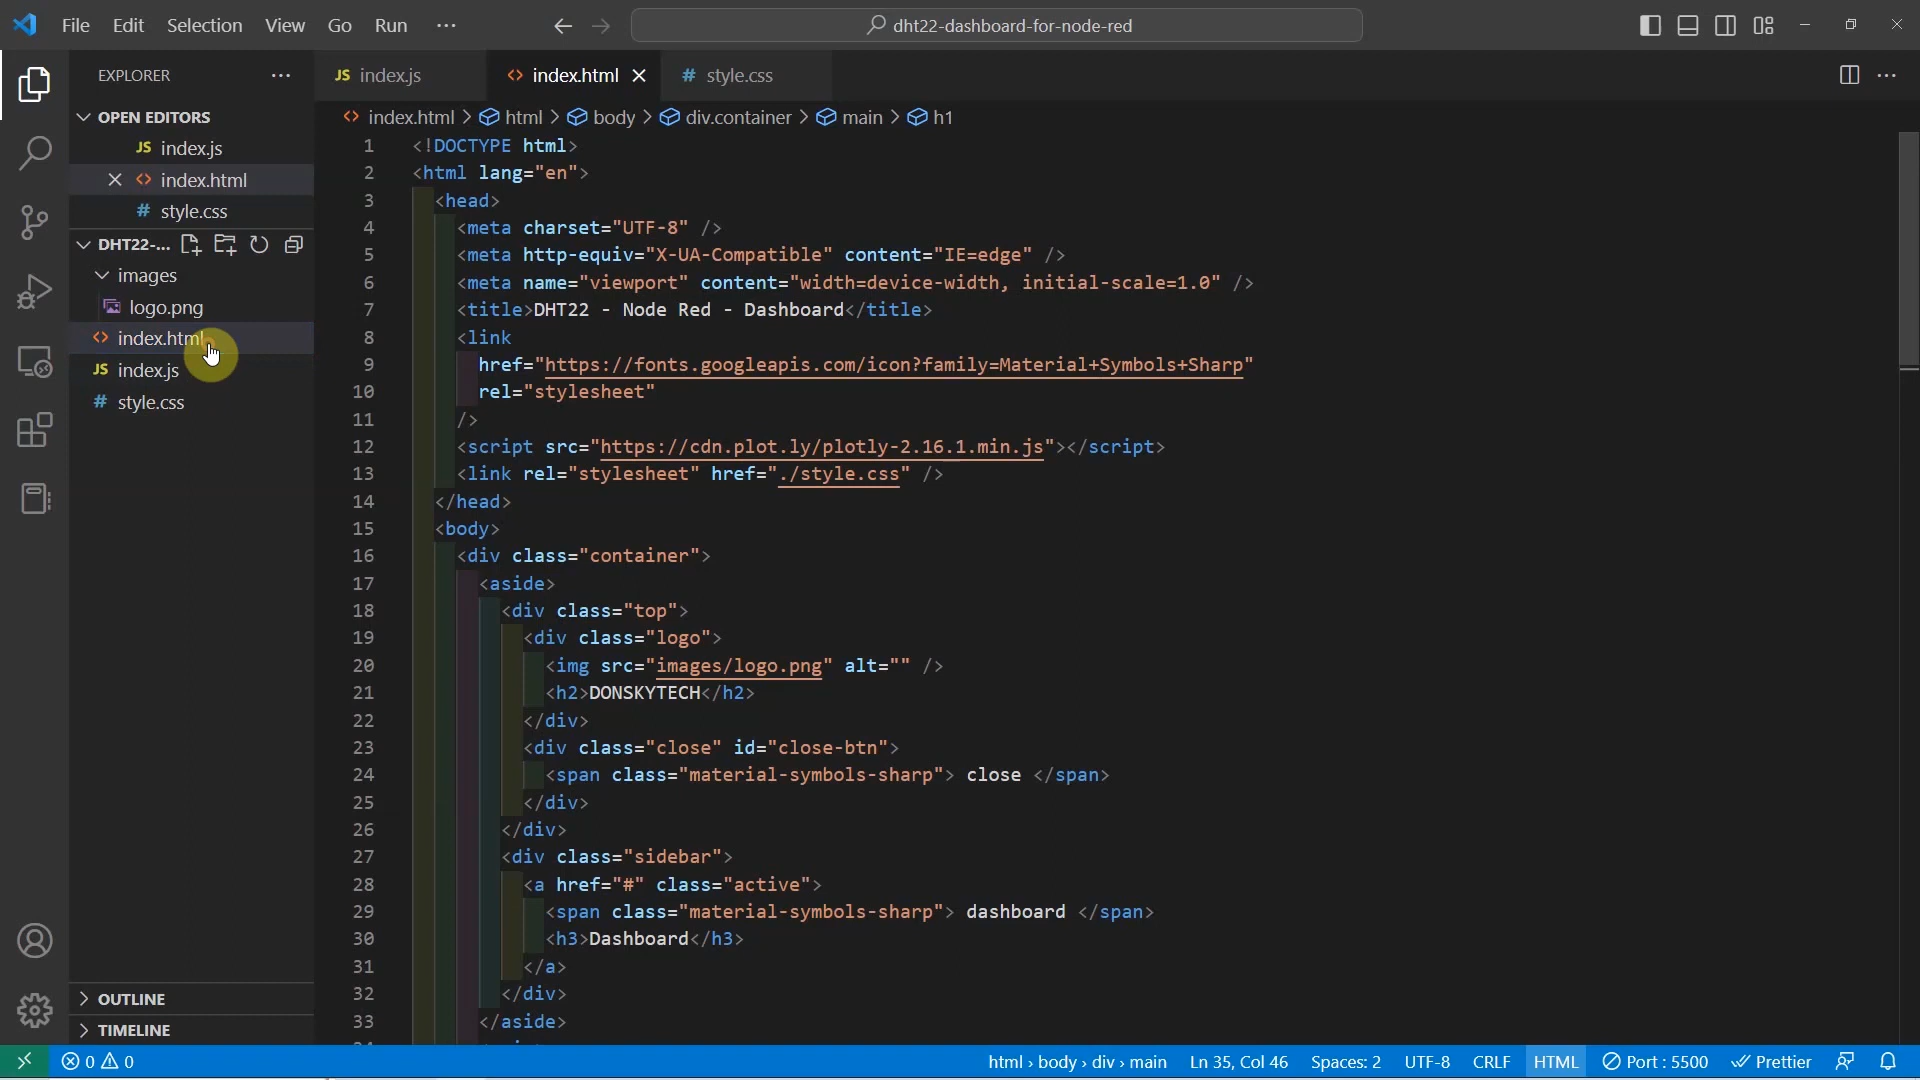 File Edit Selection View Go Run ··· dht22-dashboard-for-node-red
EXPLORER ···
OPEN EDITORS
JS index.js
<> index.html
# style.css
DHT22-...
images
logo.png
<> index.html
JS index.js
# style.css
OUTLINE
TIMELINE
JS index.js <> index.html # style.css ···
<> index.html > html > body > div.container > main > h1
1 <!DOCTYPE html>
2 <html lang="en">
3 <head>
4 <meta charset="UTF-8" />
5 <meta http-equiv="X-UA-Compatible" content="IE=edge" />
6 <meta name="viewport" content="width=device-width, initial-scale=1.0" />
7 <title>DHT22 - Node Red - Dashboard</title>
8 <link
9 href="https://fonts.googleapis.com/icon?family=Material+Symbols+Sharp"
10 rel="stylesheet"
11 />
12 <script src="https://cdn.plot.ly/plotly-2.16.1.min.js"></script>
13 <link rel="stylesheet" href="./style.css" />
14 </head>
15 <body>
16 <div class="container">
17 <aside>
18 <div class="top">
19 <div class="logo">
20 <img src="images/logo.png" alt="" />
21 <h2>DONSKYTECH</h2>
22 </div>
23 <div class="close" id="close-btn">
24 <span class="material-symbols-sharp"> close </span>
25 </div>
26 </div>
27 <div class="sidebar">
28 <a href="#" class="active">
29 <span class="material-symbols-sharp"> dashboard </span>
30 <h3>Dashboard</h3>
31 </a>
32 </div>
33 </aside>
0 0 html › body › div › main Ln 35, Col 46 Spaces: 2 UTF-8 CRLF HTML Port : 5500 Prettier